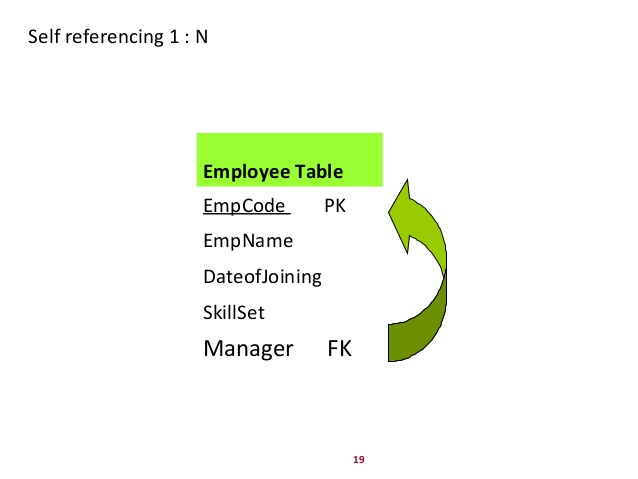 Self referencing 1 : N
Employee Table
EmpCode PK
EmpName
DateofJoining
SkillSet
Manager FK
19